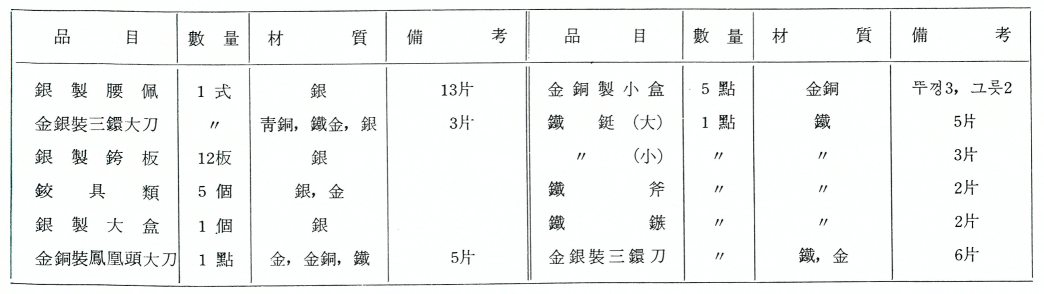 品目 數量 材質 備考 品目 數量 材質 備考
銀製腰佩 1式 銀 13片 金銅製小盒 5點 金銅 뚜껑3, 그릇2
金銀裝三鐶大刀 〃 靑銅, 鐵金, 銀 3片 鐵鋌(大) 1點 鐵 5片
銀製銙板 12板 銀 〃(小) 〃 〃 3片
鉸具類 5個 銀, 金 鐵斧 〃 〃 2片
銀製大盒 1個 銀 鐵鏃 〃 〃 2片
金銅裝鳳凰頭大刀 1點 金, 金銅, 鐵 5片 金銀裝三鐶刀 〃 鐵, 金 6片